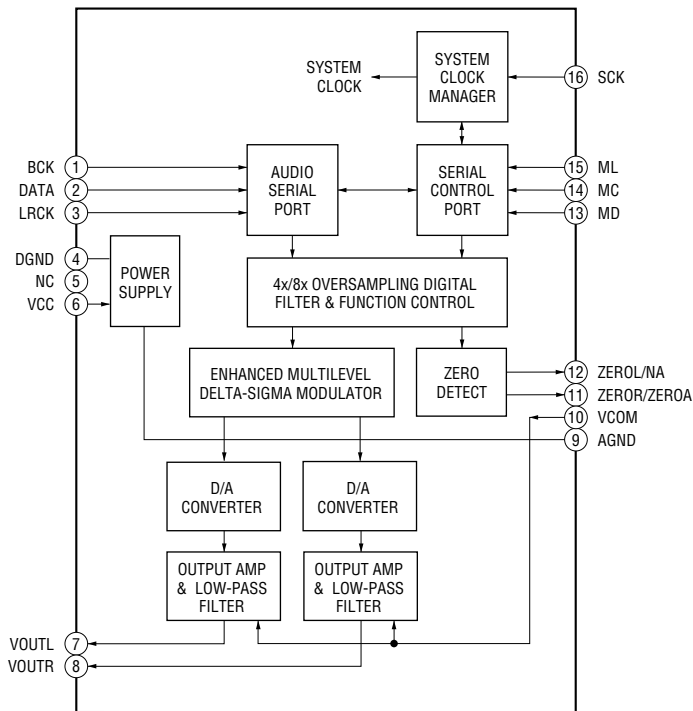 SYSTEM
CLOCK
SYSTEM
CLOCK
MANAGER
16 SCK
BCK 1
DATA 2
LRCK 3
AUDIO
SERIAL
PORT
SERIAL
CONTROL
PORT
15 ML
14 MC
13 MD
DGND 4
NC 5
VCC 6
POWER
SUPPLY
4x/8x OVERSAMPLING DIGITAL
FILTER & FUNCTION CONTROL
ENHANCED MULTILEVEL
DELTA-SIGMA MODULATOR
ZERO
DETECT
12 ZEROL/NA
11 ZEROR/ZEROA
10 VCOM
9 AGND
D/A
CONVERTER
D/A
CONVERTER
OUTPUT AMP
& LOW-PASS
FILTER
OUTPUT AMP
& LOW-PASS
FILTER
VOUTL 7
VOUTR 8